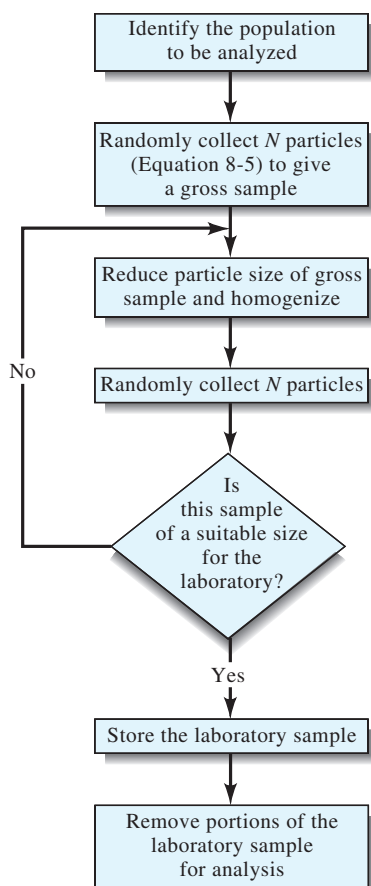 Identify the population
to be analyzed
Randomly collect N particles
(Equation 8-5) to give
a gross sample
Reduce particle size of gross
sample and homogenize
No
Randomly collect N particles
Is
this sample
of a suitable size
for the
laboratory?
Yes
Store the laboratory sample
Remove portions of the
laboratory sample
for analysis